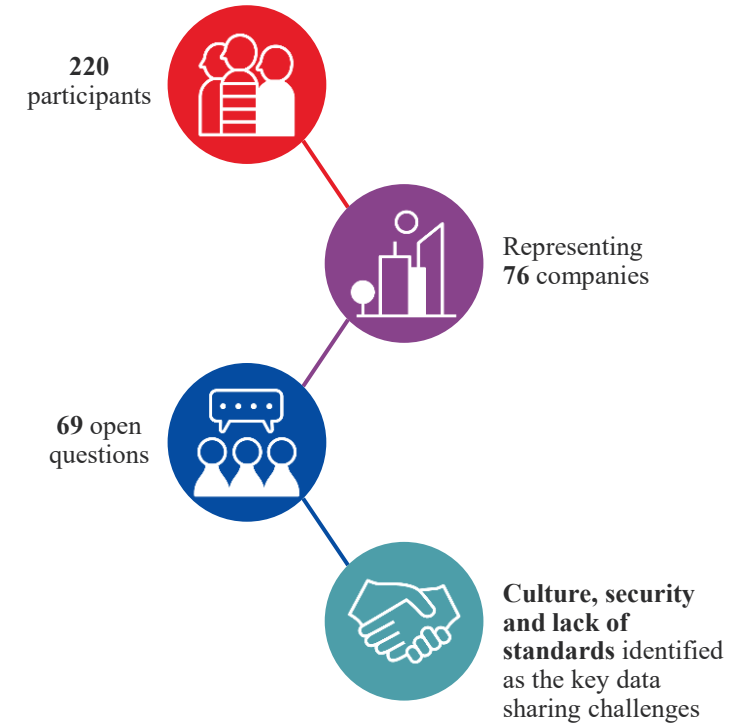 220
participants
Representing
76 companies
69 open
questions
Culture, security
and lack of
standards identified
as the key data
sharing challenges